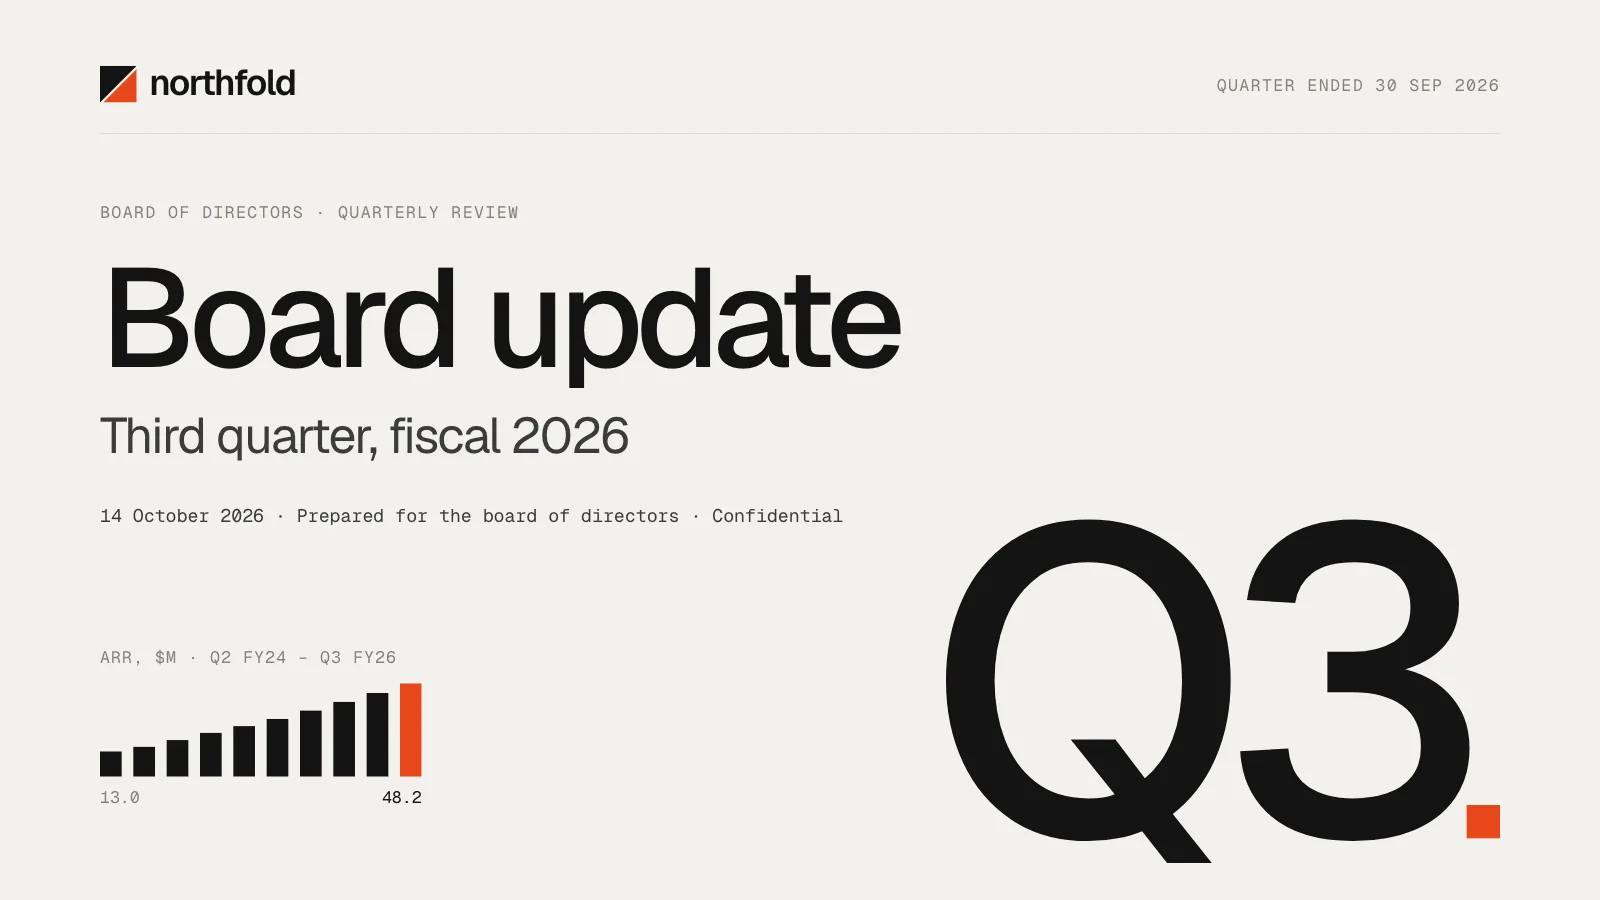 northfold
QUARTER ENDED 30 SEP 2026
BOARD OF DIRECTORS · QUARTERLY REVIEW
Board update
Third quarter, fiscal 2026
14 October 2026 · Prepared for the board of directors · Confidential
ARR, $M · Q2 FY24 – Q3 FY26
13.0
48.2
Q3.